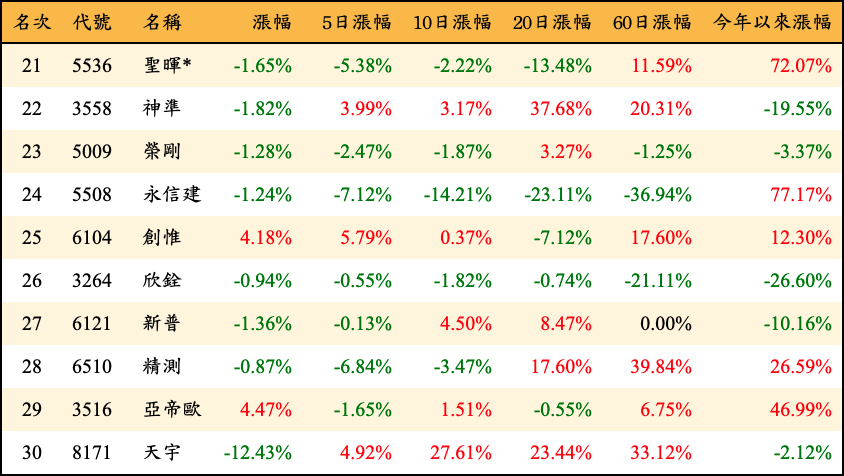 名次 代號 名稱 漲幅 5日漲幅 10日漲幅 20日漲幅 60日漲幅 今年以來漲幅
21 5536 聖暉* -1.65% -5.38% -2.22% -13.48% 11.59% 72.07%
22 3558 神準 -1.82% 3.99% 3.17% 37.68% 20.31% -19.55%
23 5009 榮剛 -1.28% -2.47% -1.87% 3.27% -1.25% -3.37%
24 5508 永信建 -1.24% -7.12% -14.21% -23.11% -36.94% 77.17%
25 6104 創惟 4.18% 5.79% 0.37% -7.12% 17.60% 12.30%
26 3264 欣銓 -0.94% -0.55% -1.82% -0.74% -21.11% -26.60%
27 6121 新普 -1.36% -0.13% 4.50% 8.47% 0.00% -10.16%
28 6510 精測 -0.87% -6.84% -3.47% 17.60% 39.84% 26.59%
29 3516 亞帝歐 4.47% -1.65% 1.51% -0.55% 6.75% 46.99%
30 8171 天宇 -12.43% 4.92% 27.61% 23.44% 33.12% -2.12%